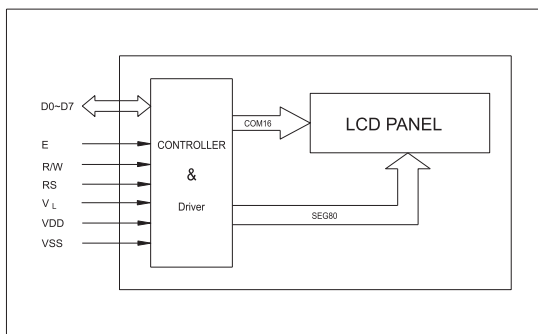 D0~D7
E
R/W
RS
V L
VDD
VSS
CONTROLLER
&
Driver
COM16
SEG80
LCD PANEL